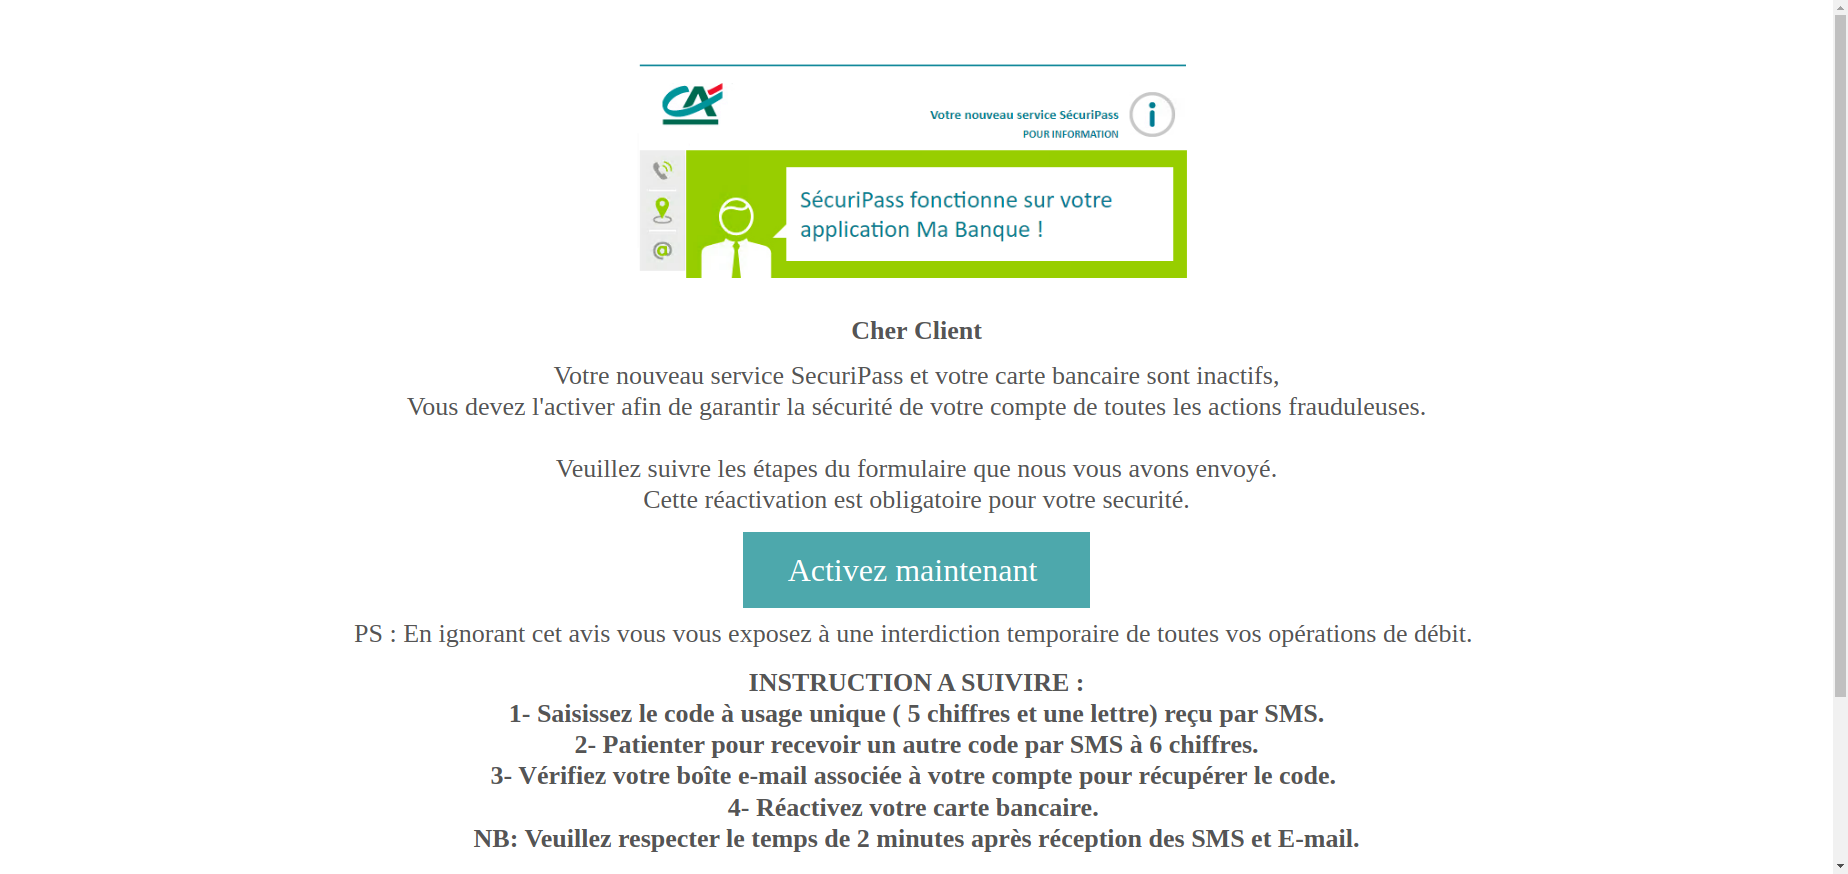 CA
Votre nouveau service SécuriPass
POUR INFORMATION
i
SécuriPass fonctionne sur votre
application Ma Banque !
@
Cher Client
Votre nouveau service SecuriPass et votre carte bancaire sont inactifs,
Vous devez l'activer afin de garantir la sécurité de votre compte de toutes les actions frauduleuses.
Veuillez suivre les étapes du formulaire que nous vous avons envoyé.
Cette réactivation est obligatoire pour votre securité.
Activez maintenant
PS : En ignorant cet avis vous vous exposez à une interdiction temporaire de toutes vos opérations de débit.
INSTRUCTION A SUIVIRE :
1- Saisissez le code à usage unique ( 5 chiffres et une lettre) reçu par SMS.
2- Patienter pour recevoir un autre code par SMS à 6 chiffres.
3- Vérifiez votre boîte e-mail associée à votre compte pour récupérer le code.
4- Réactivez votre carte bancaire.
NB: Veuillez respecter le temps de 2 minutes après réception des SMS et E-mail.